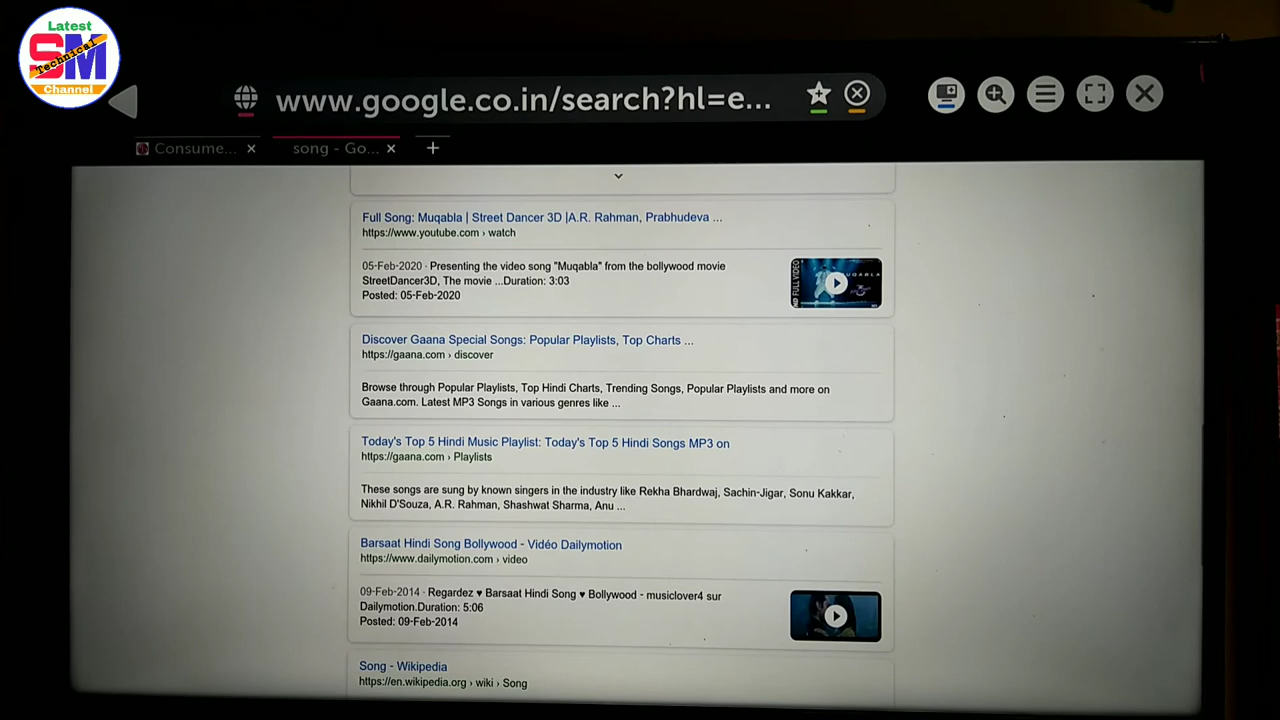 Latest
SM
Technical
Channel
www.google.co.in/search?hl=e...
Consume...
song - Go...
Full Song: Muqabla | Street Dancer 3D |A.R. Rahman, Prabhudeva ...
https://www.youtube.com › watch
05-Feb-2020 · Presenting the video song "Muqabla" from the bollywood movie
StreetDancer3D, The movie ...Duration: 3:03
Posted: 05-Feb-2020
FULL VIDEO
MUQABLA
Discover Gaana Special Songs: Popular Playlists, Top Charts ...
https://gaana.com › discover
Browse through Popular Playlists, Top Hindi Charts, Trending Songs, Popular Playlists and more on
Gaana.com. Latest MP3 Songs in various genres like ...
Today's Top 5 Hindi Music Playlist: Today's Top 5 Hindi Songs MP3 on
https://gaana.com › Playlists
These songs are sung by known singers in the industry like Rekha Bhardwaj, Sachin-Jigar, Sonu Kakkar,
Nikhil D'Souza, A.R. Rahman, Shashwat Sharma, Anu ...
Barsaat Hindi Song Bollywood - Vidéo Dailymotion
https://www.dailymotion.com › video
09-Feb-2014 · Regardez ♥ Barsaat Hindi Song ♥ Bollywood - musiclover4 sur
Dailymotion.Duration: 5:06
Posted: 09-Feb-2014
Song - Wikipedia
https://en.wikipedia.org › wiki › Song